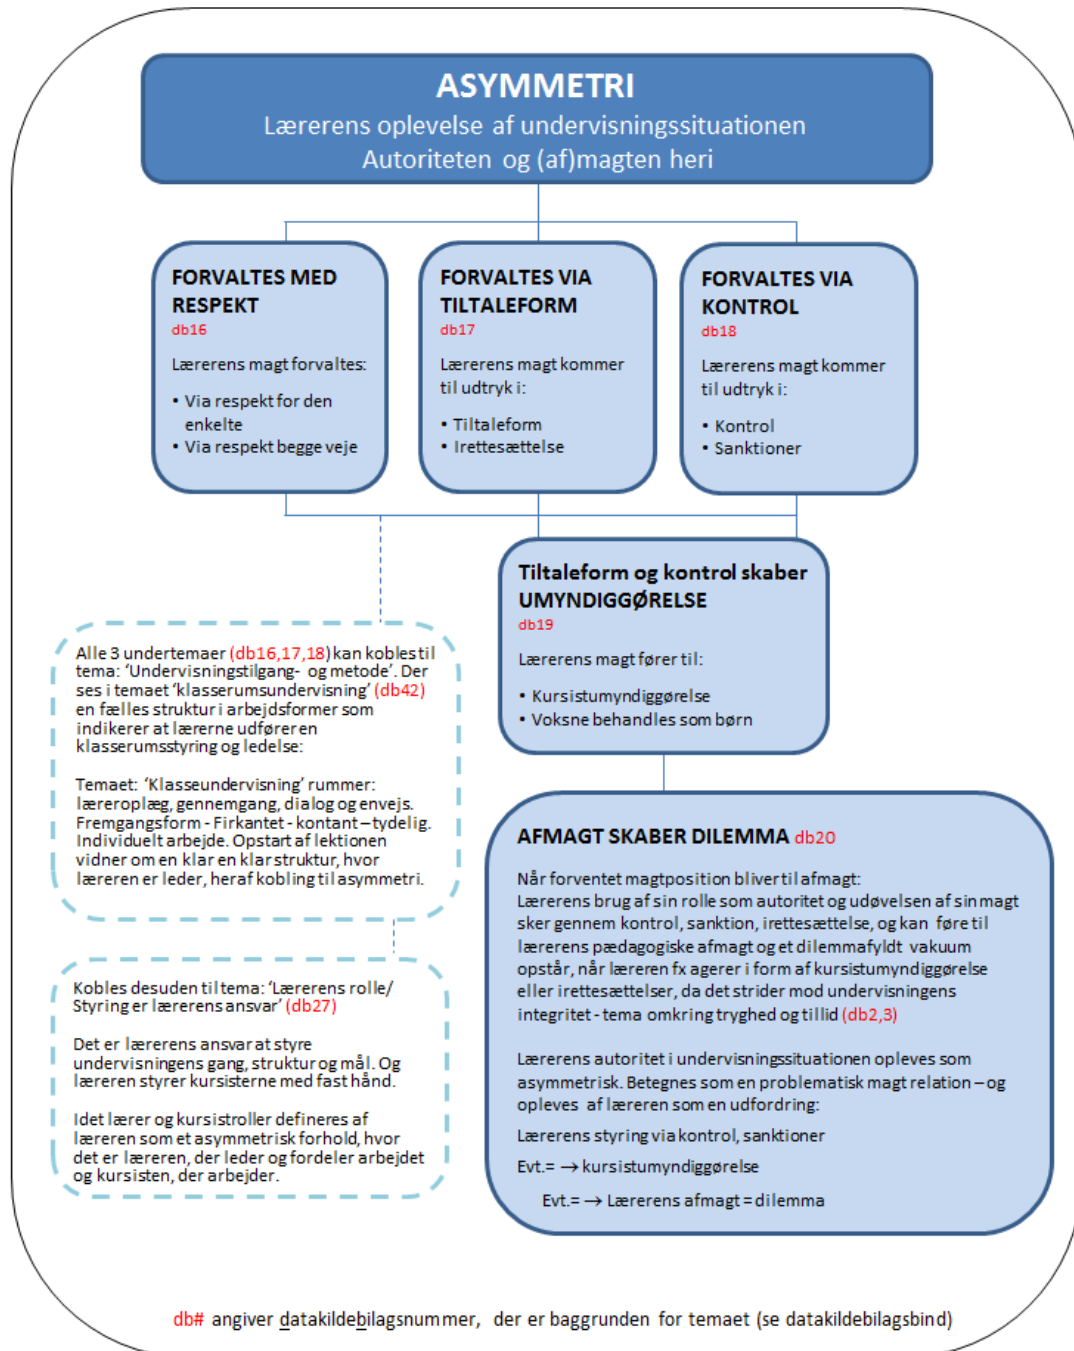 ASYMMETRI
Lærerens oplevelse af undervisningssituationen
Autoriteten og (af)magten heri
FORVALTES MED
RESPEKT
db16
Lærerens magt forvaltes:
• Via respekt for den
enkelte
• Via respekt begge veje
FORVALTES VIA
TILTALEFORM
db17
Lærerens magt kommer
til udtryk i:
• Tiltaleform
• Irettesættelse
FORVALTES VIA
KONTROL
db18
Lærerens magt kommer
til udtryk i:
• Kontrol
• Sanktioner
Tiltaleform og kontrol skaber
UMYNDIGGØRELSE
db19
Lærerens magt fører til:
• Kursistumyndiggørelse
• Voksne behandles som børn
Alle 3 undertemaer (db16,17,18) kan kobles til
tema: ‘Undervisningstilgang- og metode’. Der
ses i temaet ‘klasserumsundervisning’ (db42)
en fælles struktur i arbejdsformer som
indikerer at lærerne udfører en
klasserumsstyring og ledelse:
Temaet: ‘Klasseundervisning’ rummer:
læreroplæg, gennemgang, dialog og envejs.
Fremgangsform - Firkantet - kontant – tydelig.
Individuelt arbejde. Opstart af lektionen
vidner om en klar en klar struktur, hvor
læreren er leder, heraf kobling til asymmetri.
Kobles desuden til tema: ‘Lærerens rolle/
Styring er lærerens ansvar’ (db27)
Det er lærerens ansvar at styre
undervisningens gang, struktur og mål. Og
læreren styrer kursisterne med fast hånd.
Idet lærer og kursistroller defineres af
læreren som et asymmetrisk forhold, hvor
det er læreren, der leder og fordeler arbejdet
og kursisten, der arbejder.
AFMAGT SKABER DILEMMA db20
Når forventet magtposition bliver til afmagt:
Lærerens brug af sin rolle som autoritet og udøvelsen af sin magt
sker gennem kontrol, sanktion, irettesættelse, og kan føre til
lærerens pædagogiske afmagt og et dilemmafyldt vakuum
opstår, når læreren fx agerer i form af kursistumyndiggørelse
eller irettesættelser, da det strider mod undervisningens
integritet - tema omkring tryghed og tillid (db2,3)
Lærerens autoritet i undervisningssituationen opleves som
asymmetrisk. Betegnes som en problematisk magt relation – og
opleves af læreren som en udfordring:
Lærerens styring via kontrol, sanktioner
Evt.= → kursistumyndiggørelse
Evt.= → Lærerens afmagt = dilemma
db# angiver datakildebilagsnummer, der er baggrunden for temaet (se datakildebilagsbind)